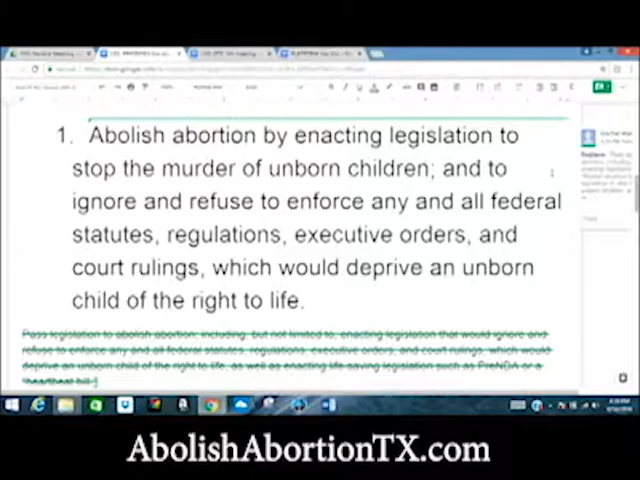 1. Abolish abortion by enacting legislation to
stop the murder of unborn children; and to
ignore and refuse to enforce any and all federal
statutes, regulations, executive orders, and
court rulings, which would deprive an unborn
child of the right to life.
Pass legislation to abolish abortion, including, but not limited to, enacting legislation that would ignore and
refuse to enforce any and all federal statutes, regulations, executive orders, and court rulings, which would
deprive an unborn child of the right to life, as well as enacting life-saving legislation such as PreNDA or a
"heartbeat bill."
AbolishAbortionTX.com